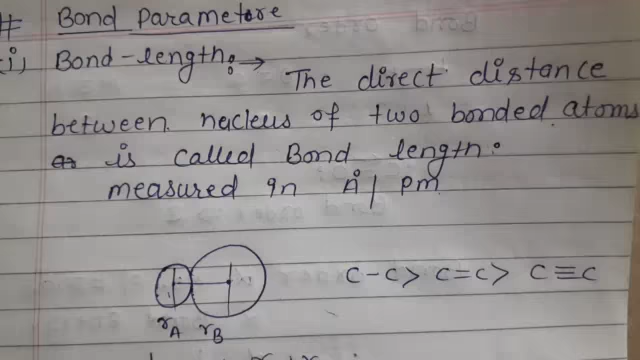 # Bond Parametore
(i) Bond-length:→ The direct distance
between nucleus of two bonded atoms
is called Bond length.
measured in A° | pm
C-C > C=C > C≡C
rA rB